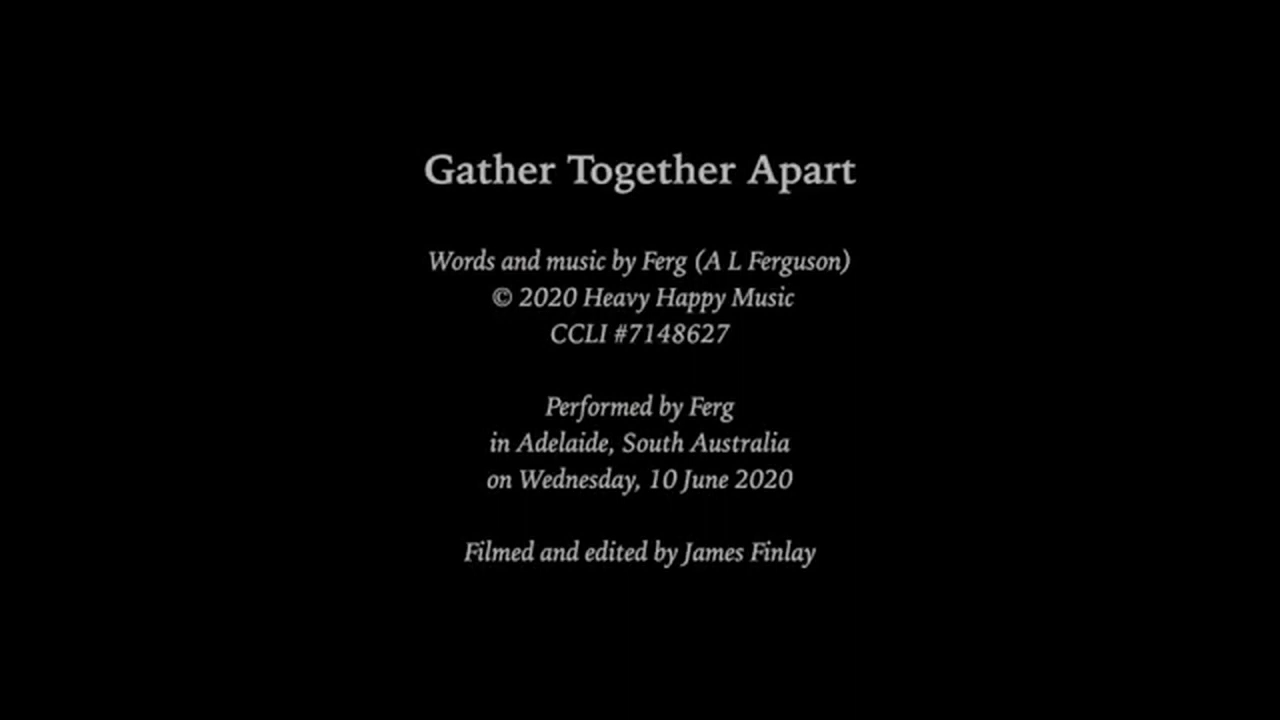 Gather Together Apart
Words and music by Ferg (A L Ferguson)
© 2020 Heavy Happy Music
CCLI #7148627
Performed by Ferg
in Adelaide, South Australia
on Wednesday, 10 June 2020
Filmed and edited by James Finlay